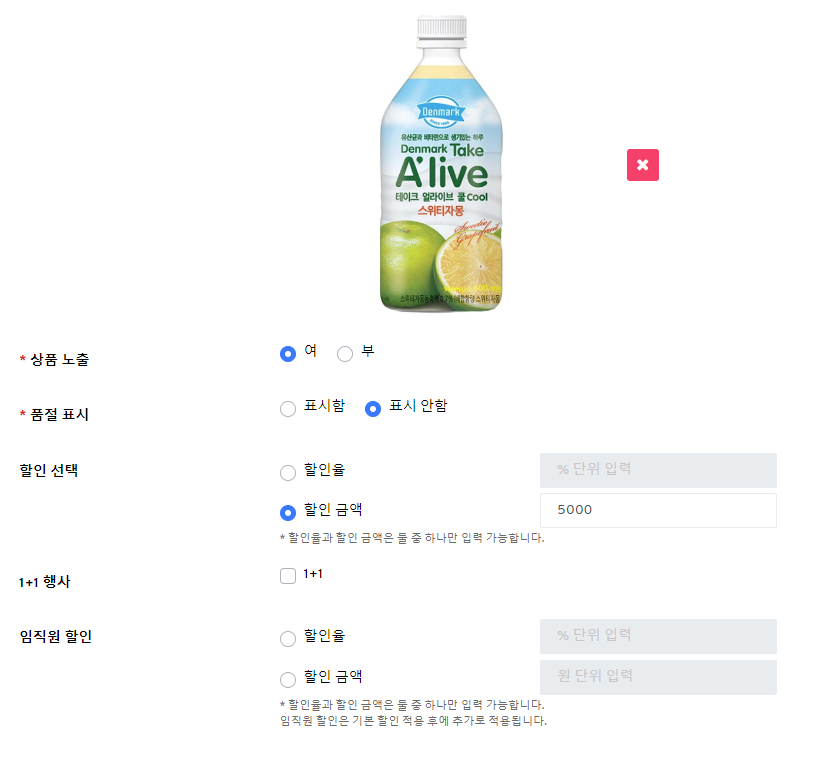 Denmark
SINCE 1985
유산균과 비타민으로 생기있는 하루
Denmark Take
A'live
테이크 얼라이브 쿨 Cool
스위티자몽
Sweetie
Grapefruit
* 상품 노출
여 부
* 품절 표시
표시함 표시 안함
할인 선택
할인율 % 단위 입력
할인 금액 5000
* 할인율과 할인 금액은 둘 중 하나만 입력 가능합니다.
1+1 행사
1+1
임직원 할인
할인율 % 단위 입력
할인 금액 원 단위 입력
* 할인율과 할인 금액은 둘 중 하나만 입력 가능합니다.
임직원 할인은 기본 할인 적용 후에 추가로 적용됩니다.